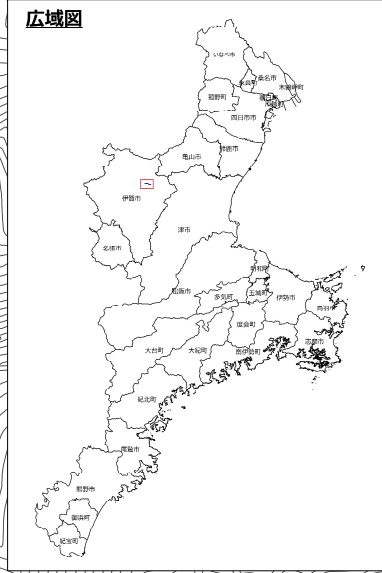 広域図
いなべ市
桑名市
東員町
木曽岬町
菰野町
朝日町
川越町
四日市市
亀山市
鈴鹿市
伊賀市
津市
名張市
明和町
松阪市
多気町
玉城町
伊勢市
鳥羽市
度会町
志摩市
大台町
大紀町
南伊勢町
紀北町
尾鷲市
熊野市
御浜町
紀宝町